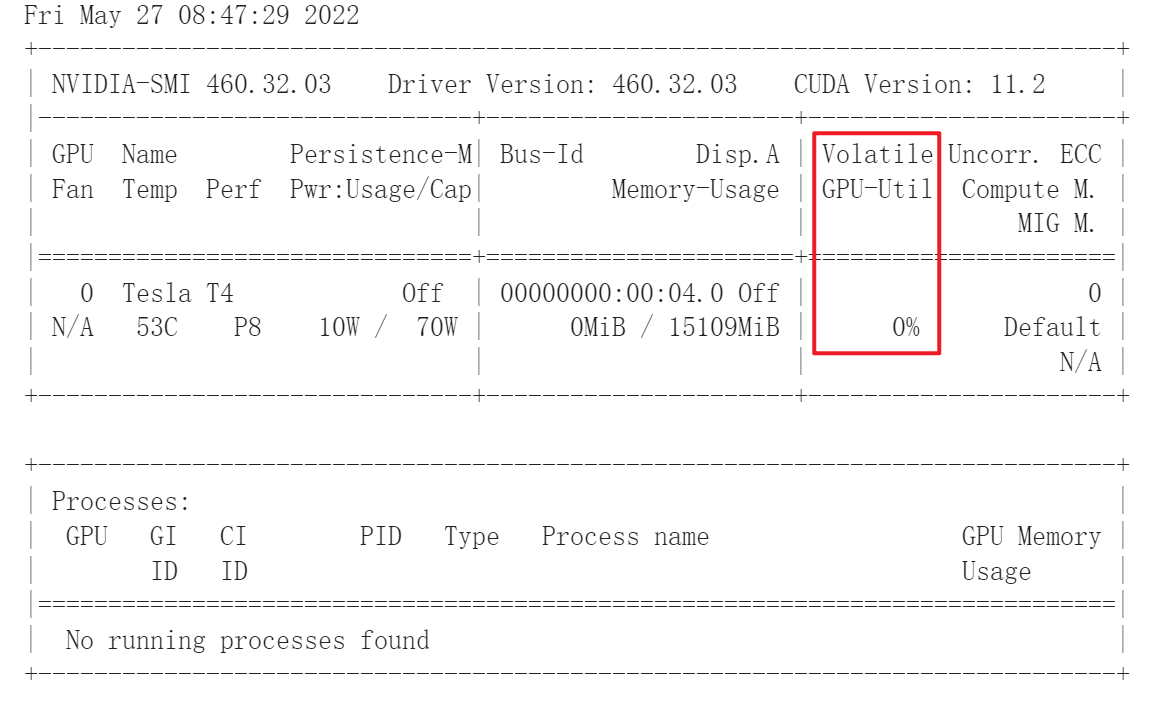 Fri May 27 08:47:29 2022
+-----------------------------------------------------------------------------+
| NVIDIA-SMI 460.32.03    Driver Version: 460.32.03    CUDA Version: 11.2     |
|-------------------------------+----------------------+----------------------+
| GPU  Name        Persistence-M| Bus-Id        Disp.A | Volatile Uncorr. ECC |
| Fan  Temp  Perf  Pwr:Usage/Cap|         Memory-Usage | GPU-Util  Compute M. |
|                               |                      |               MIG M. |
|===============================+======================+======================|
|   0  Tesla T4            Off  | 00000000:00:04.0 Off |                    0 |
| N/A   53C    P8    10W /  70W |      0MiB / 15109MiB |      0%      Default |
|                               |                      |                  N/A |
+-------------------------------+----------------------+----------------------+

+-----------------------------------------------------------------------------+
| Processes:                                                                  |
|  GPU   GI   CI        PID   Type   Process name                  GPU Memory |
|        ID   ID                                                   Usage      |
|=============================================================================|
|  No running processes found                                                 |
+-----------------------------------------------------------------------------+